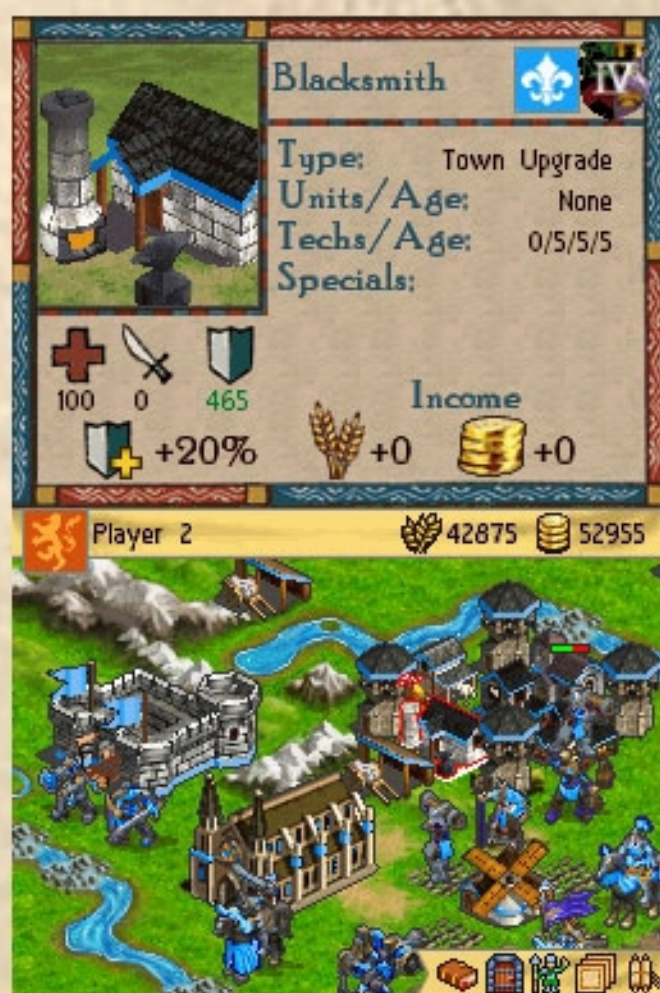 Blacksmith
IV
Type: Town Upgrade
Units/Age: None
Techs/Age: 0/5/5/5
Specials:
100 0 465
Income
+20% +0 +0
Player 2 42875 52955